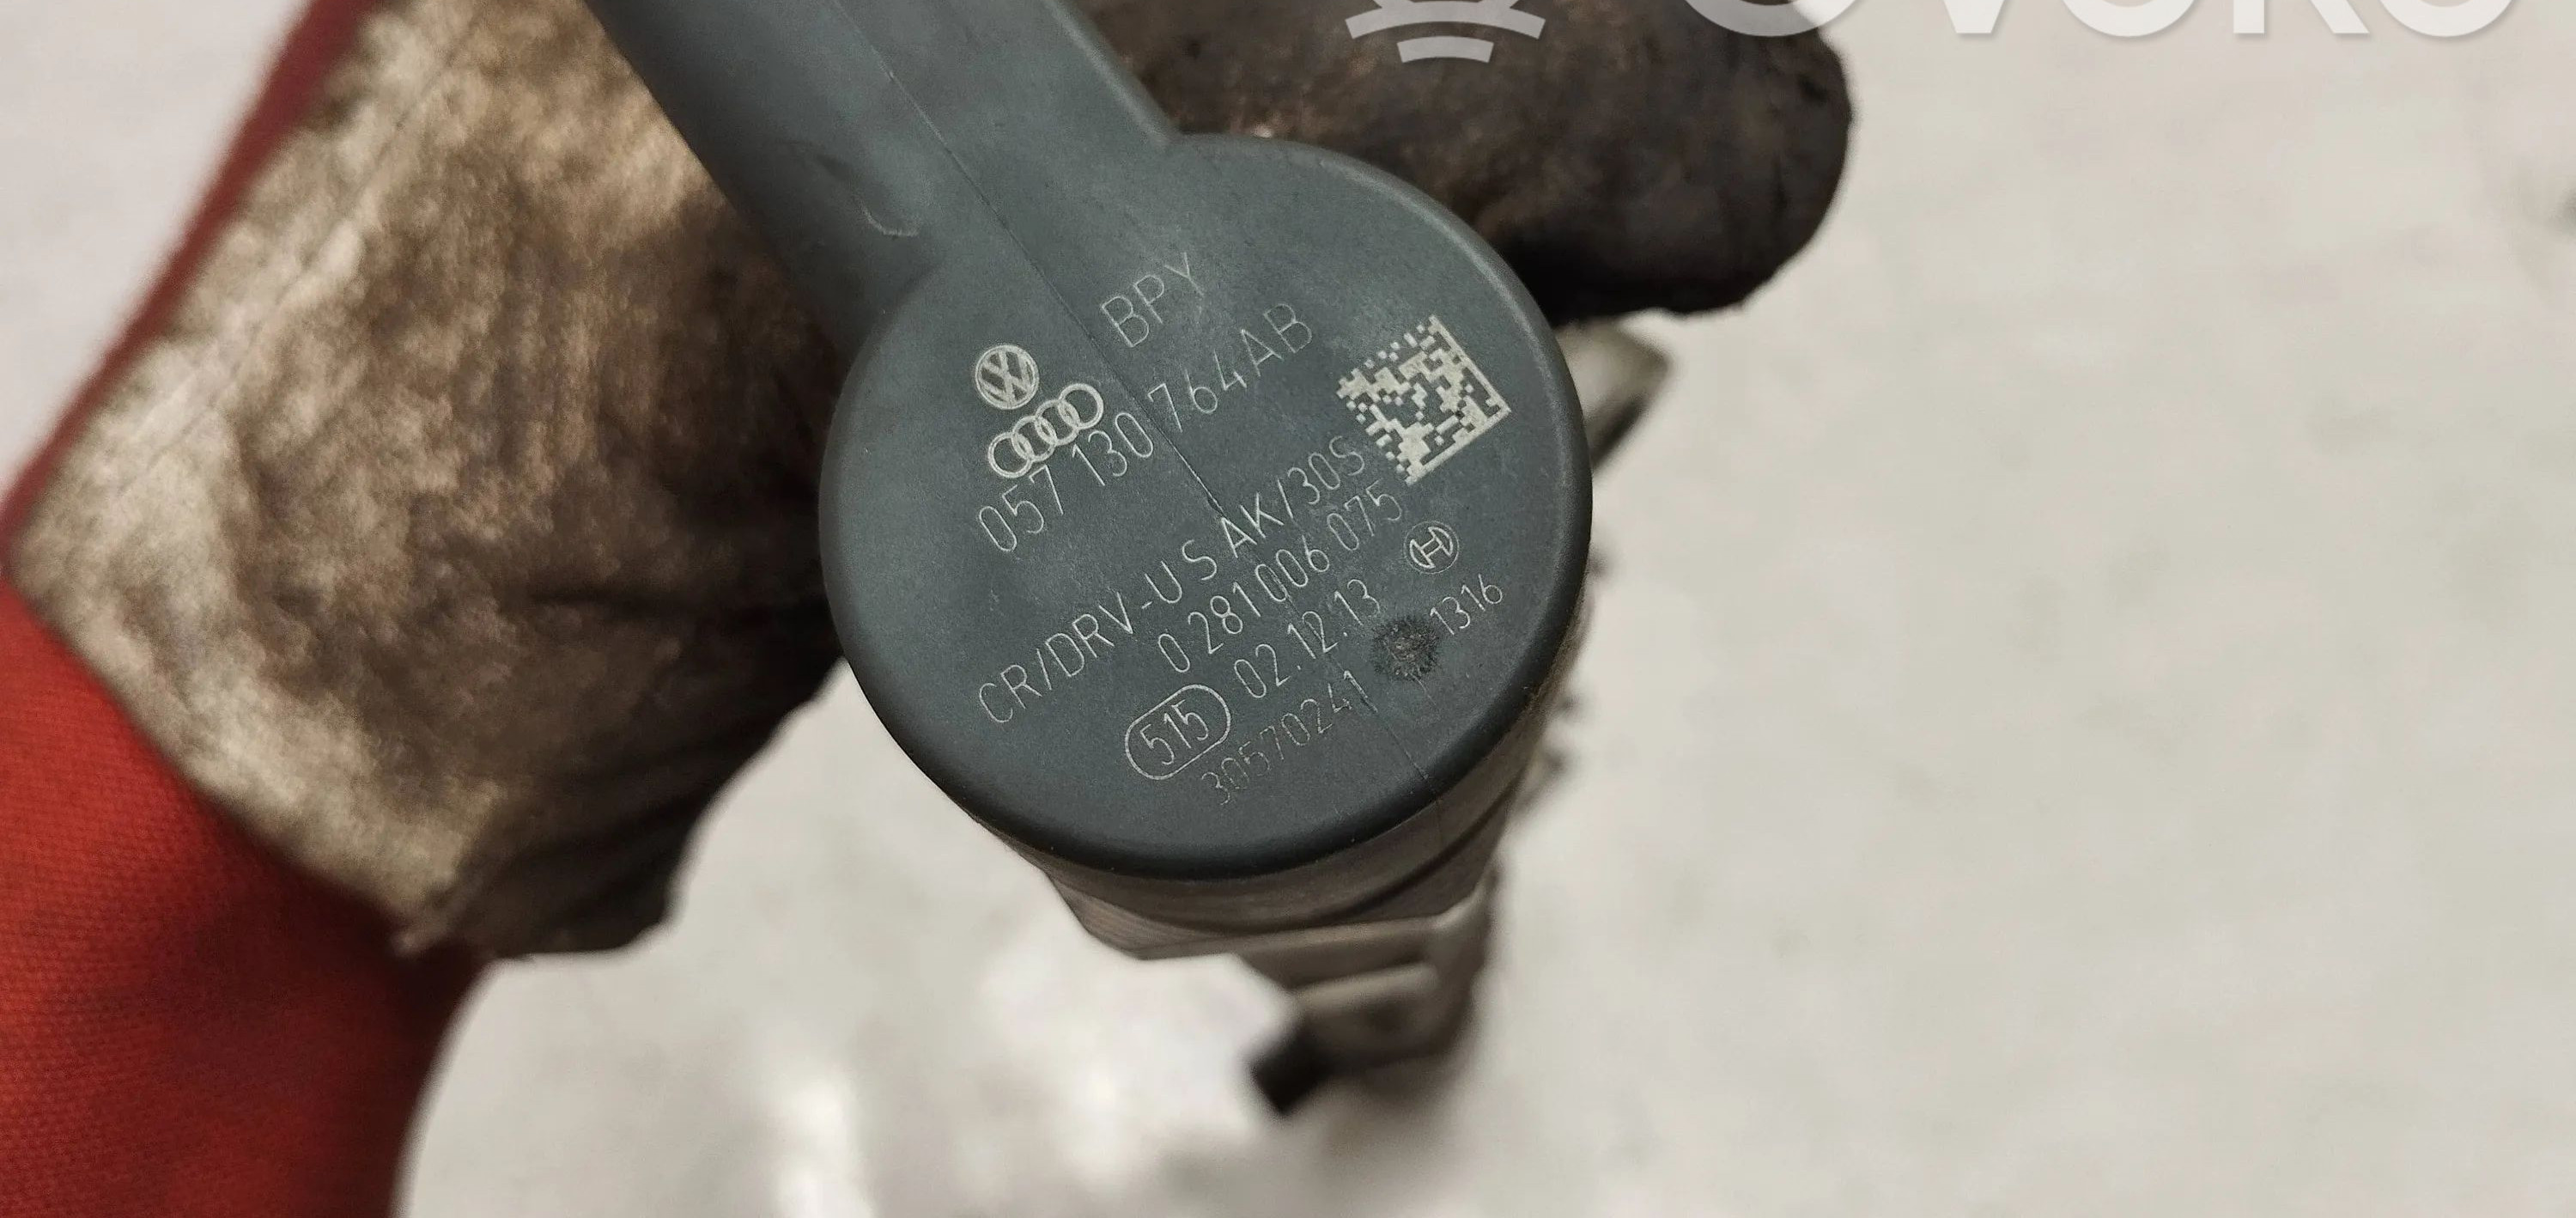 BPY
057 130 764AB
CR/DRV-U S AK/30S
0 281 006 075
515 02.12.13 1316
30570241